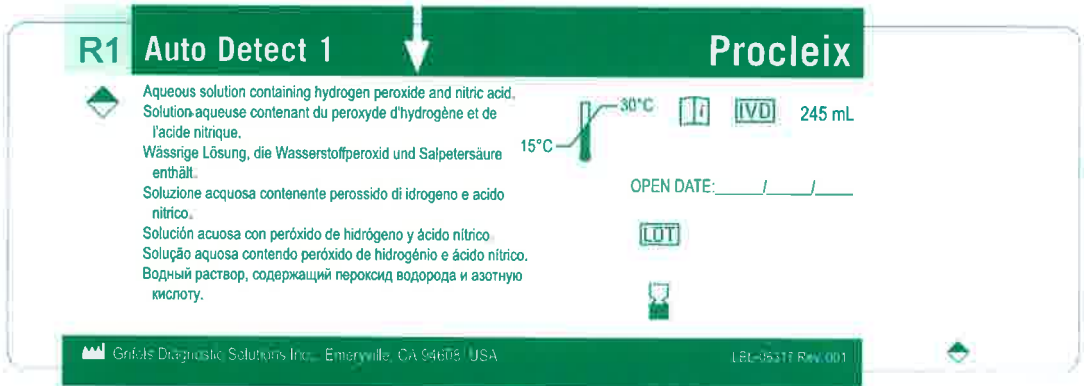 R1 Auto Detect 1 Procleix
Aqueous solution containing hydrogen peroxide and nitric acid.
Solution aqueuse contenant du peroxyde d'hydrogène et de
l'acide nitrique.
Wässrige Lösung, die Wasserstoffperoxid und Salpetersäure
enthält.
Soluzione acquosa contenente perossido di idrogeno e acido
nitrico.
Solución acuosa con peróxido de hidrógeno y ácido nítrico
Solução aquosa contendo peróxido de hidrogénio e ácido nítrico.
Водный раствор, содержащий пероксид водорода и азотную
кислоту.
30°C
15°C
i
IVD
245 mL
OPEN DATE:_____/_____/____
LOT
Grifols Diagnostic Solutions Inc., Emeryville, CA 94608 USA
Rev. 001